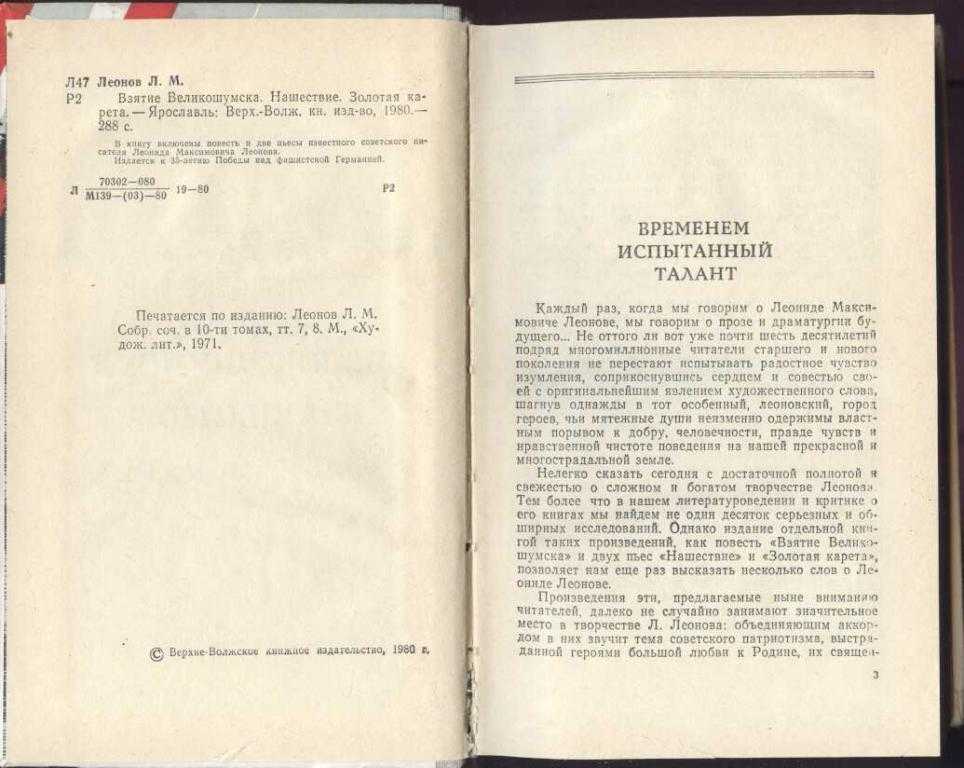 Л47 Леонов Л. М.
Р2 Взятие Великошумска. Нашествие. Золотая ка-
рета. — Ярославль: Верх.-Волж. кн. изд-во, 1980.—
288 с.
В книгу включены повесть и две пьесы известного советского пи-
сателя Леонида Максимовича Леонова.
Издается к 35-летию Победы над фашистской Германией.
70302—080
Л М139—(03)—80 19—80 Р2
Печатается по изданию: Леонов Л. М.
Собр. соч. в 10-ти томах, тт. 7, 8. М., «Ху-
дож. лит.», 1971.
© Верхне-Волжское книжное издательство, 1980 г.
ВРЕМЕНЕМ
ИСПЫТАННЫЙ
ТАЛАНТ
Каждый раз, когда мы говорим о Леониде Макси-
мовиче Леонове, мы говорим о прозе и драматургии бу-
дущего... Не оттого ли вот уже почти шесть десятилетий
подряд многомиллионные читатели старшего и нового
поколения не перестают испытывать радостное чувство
изумления, соприкоснувшись сердцем и совестью сво-
ей с оригинальнейшим явлением художественного слова,
шагнув однажды в тот особенный, леоновский, город
героев, чьи мятежные души неизменно одержимы власт-
ным порывом к добру, человечности, правде чувств и
нравственной чистоте поведения на нашей прекрасной и
многострадальной земле.
Нелегко сказать сегодня с достаточной полнотой и
свежестью о сложном и богатом творчестве Леонова.
Тем более что в нашем литературоведении и критике о
его книгах мы найдем не один десяток серьезных и об-
ширных исследований. Однако издание отдельной кни-
гой таких произведений, как повесть «Взятие Велико-
шумска» и двух пьес «Нашествие» и «Золотая карета»,
позволяет нам еще раз высказать несколько слов о Ле-
ониде Леонове.
Произведения эти, предлагаемые ныне вниманию
читателей, далеко не случайно занимают значительное
место в творчестве Л. Леонова: объединяющим аккор-
дом в них звучит тема советского патриотизма, выстра-
данной героями большой любви к Родине, их священ-
3